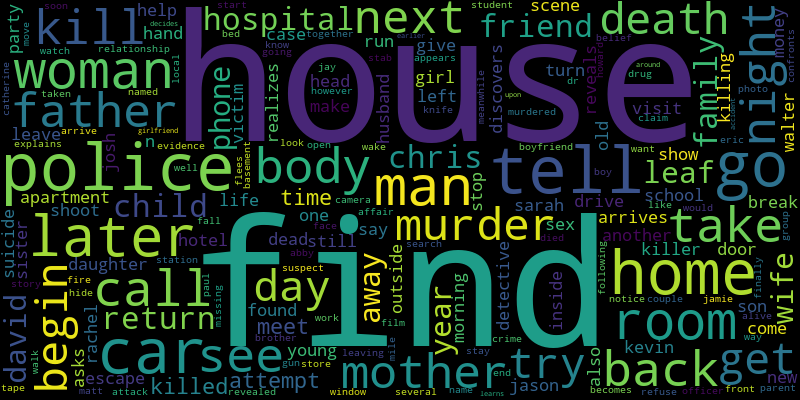 house
find
police
tell
go
home
room
man
woman
father
kill
hospital
next
friend
death
night
family
phone
body
chris
murder
take
back
get
wife
later
call
day
car
see
mother
try
return
begin
david
child
leaf
year
away
time
meet
killed
attempt
party
help
hand
case
run
give
scene
turn
girl
left
head
make
husband
discovers
reveals
visit
killing
walter
money
victim
realizes
josh
leave
arrive
named
evidence
explains
apartment
shoot
life
suicide
sister
daughter
hotel
dead
still
one
say
sarah
sex
drive
school
show
old
break
stop
arrives
another
killer
door
detective
inside
outside
morning
also
kevin
son
come
new
jason
young
found
rachel
asks
escape
student
start
bed
together
know
going
appears
relationship
watch
move
soon
decides
local
taken
catherine
girlfriend
jay
however
stab
knife
meanwhile
murdered
dr
drug
upon
around
belief
confronts
photo
claim
eric
accident
boyfriend
want
boy
like
would
group
look
open
flees
basement
wake
camera
affair
well
fall
face
abby
search
died
following
notice
couple
jamie
alive
finally
way
station
suspect
fire
hide
story
walk
paul
missing
work
film
brother
gun
store
leaving
mile
stay
crime
end
name
learns
window
several
revealed
attack
matt
tape
becomes
refuse
officer
front
parent
earlier
n